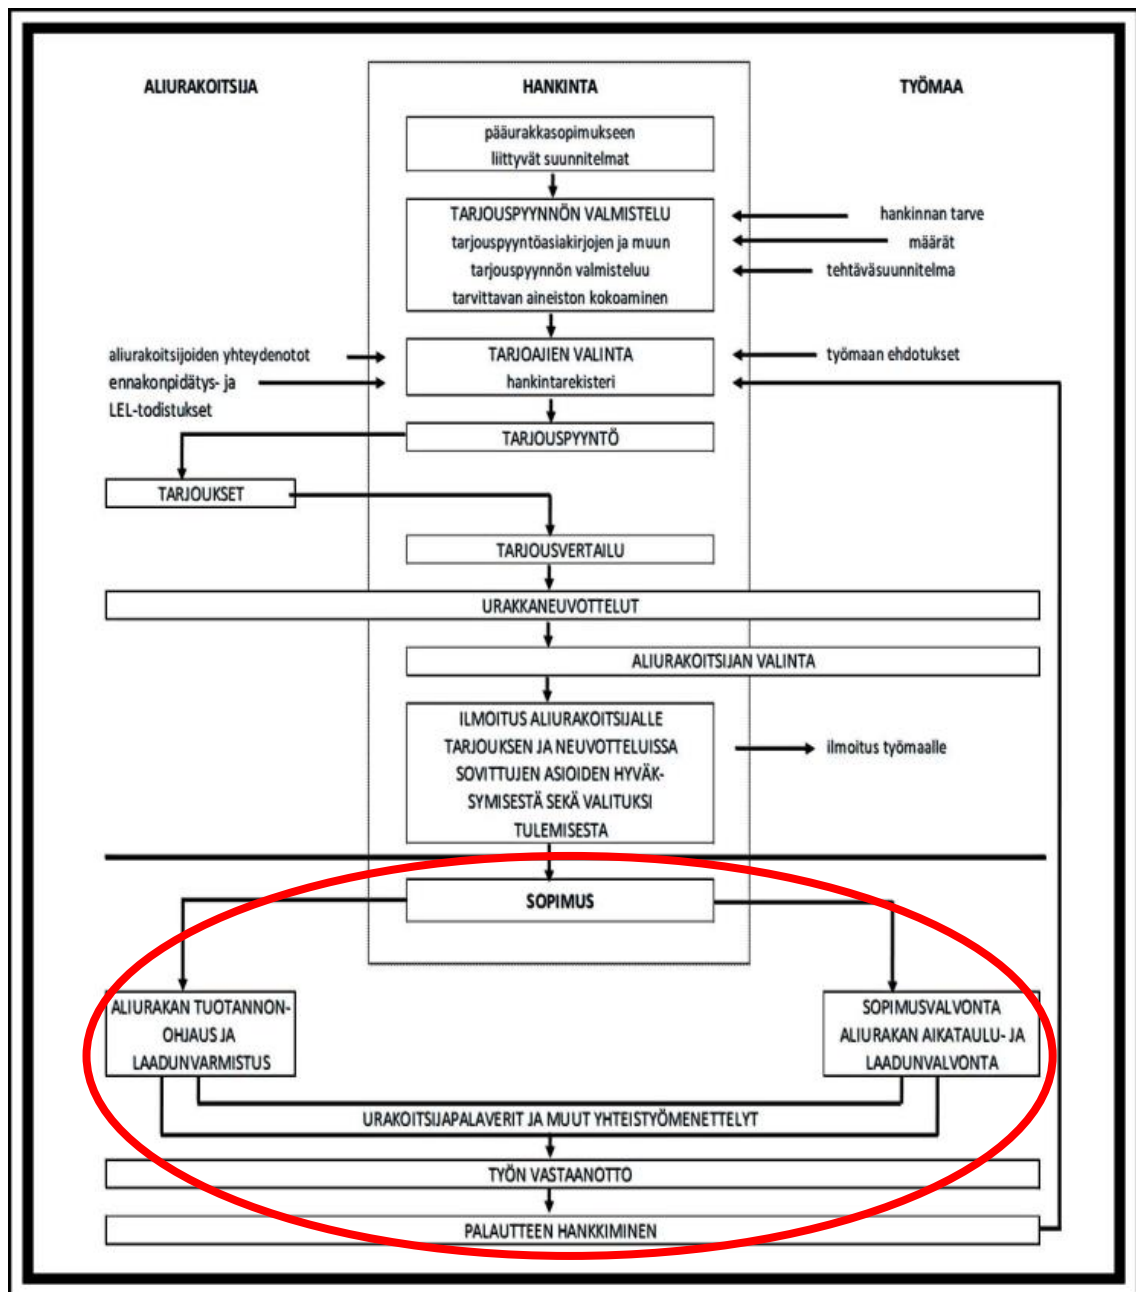 ALIURAKOITSIJA
HANKINTA
TYÖMAA
pääurakkasopimukseen
liittyvät suunnitelmat
TARJOUSPYYNNÖN VALMISTELU
tarjouspyyntöasiakirjojen ja muun
tarjouspyynnön valmisteluu
tarvittavan aineiston kokoaminen
hankinnan tarve
määrät
tehtäväsuunnitelma
aliurakoitsijoiden yhteydenotot
ennakonpidätys- ja
LEL-todistukset
TARJOAJIEN VALINTA
hankintarekisteri
työmaan ehdotukset
TARJOUSPYYNTÖ
TARJOUKSET
TARJOUSVERTAILU
URAKKANEUVOTTELUT
ALIURAKOITSIJAN VALINTA
ILMOITUS ALIURAKOITSIJALLE
TARJOUKSEN JA NEUVOTTELUISSA
SOVITTUJEN ASIOIDEN HYVÄK-
SYMISESTÄ SEKÄ VALITUKSI
TULEMISESTA
ilmoitus työmaalle
SOPIMUS
ALIURAKAN TUOTANNON-
OHJAUS JA
LAADUNVARMISTUS
SOPIMUSVALVONTA
ALIURAKAN AIKATAULU- JA
LAADUNVALVONTA
URAKOITSIJAPALAVERIT JA MUUT YHTEISTYÖMENETTELYT
TYÖN VASTAANOTTO
PALAUTTEEN HANKKIMINEN